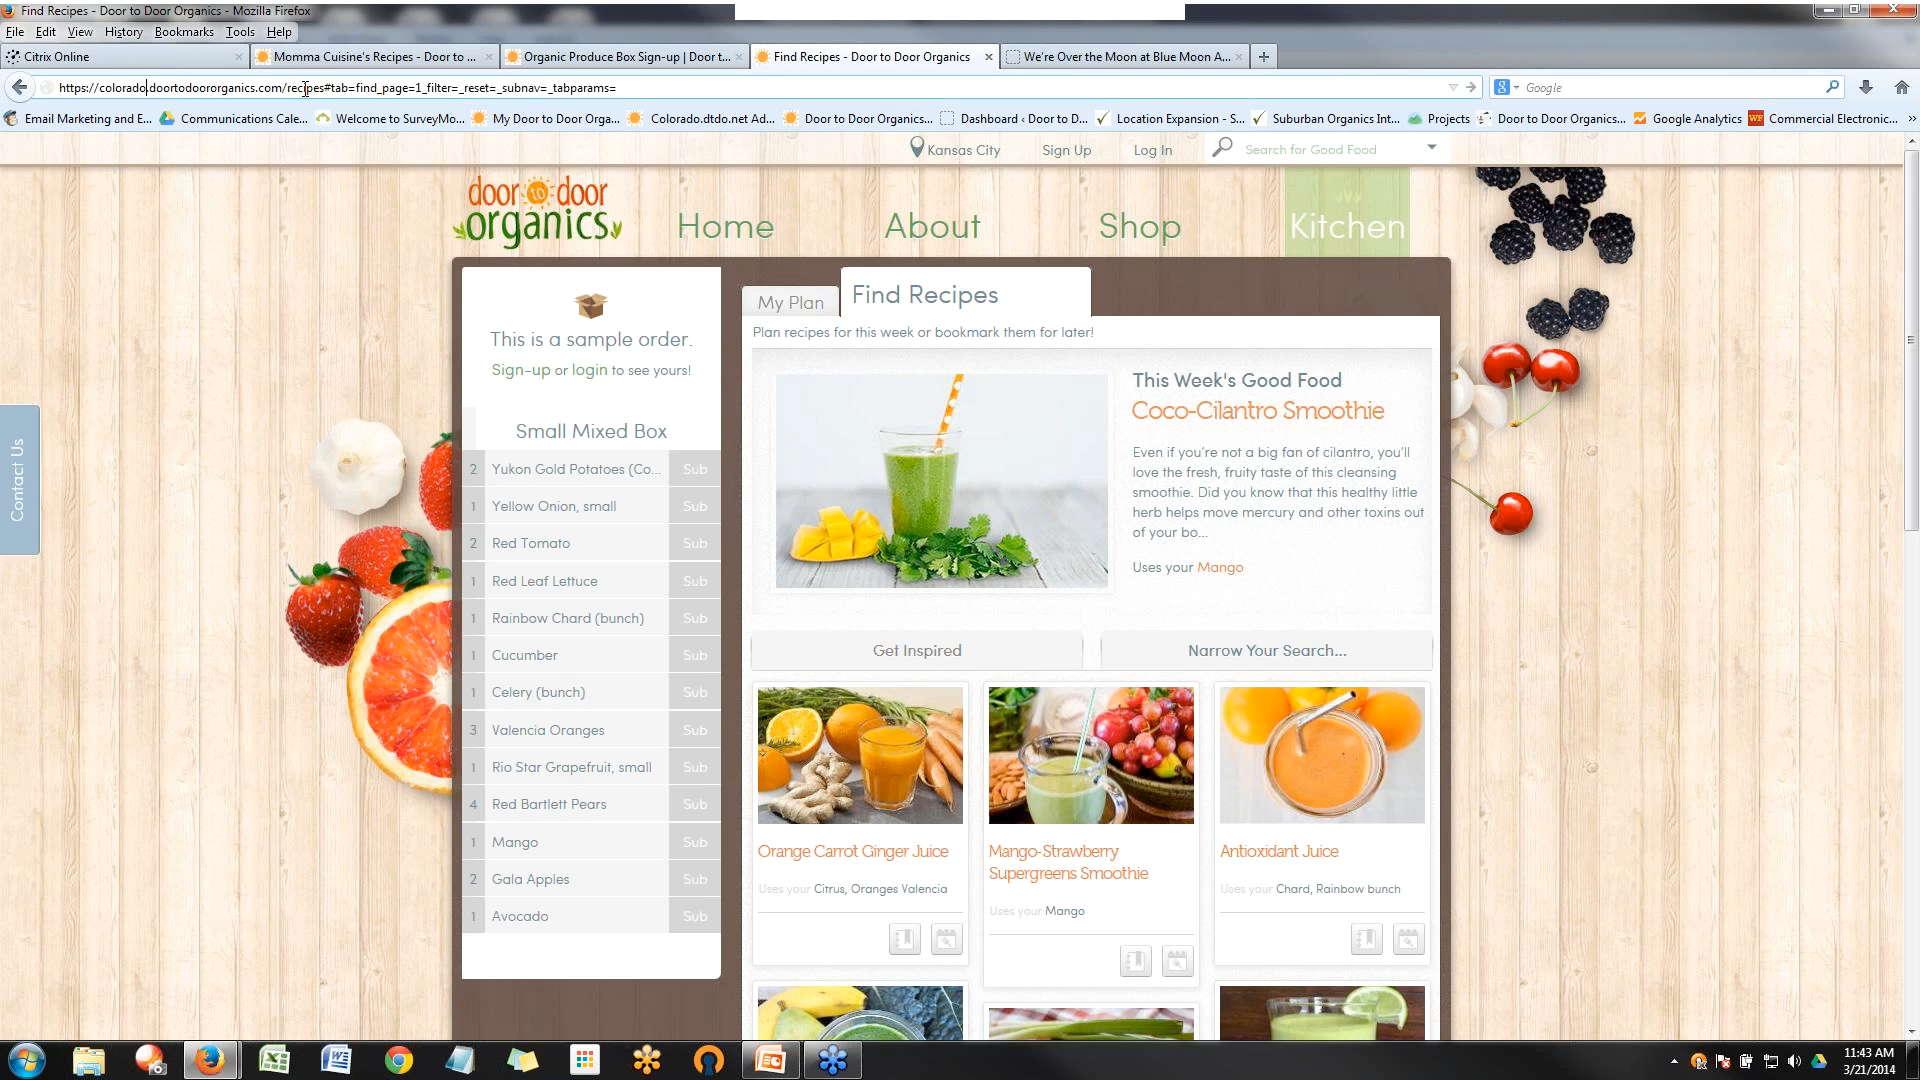 Find Recipes - Door to Door Organics - Mozilla Firefox
File Edit View History Bookmarks Tools Help
Citrix Online
Momma Cuisine's Recipes - Door to ...
Organic Produce Box Sign-up | Door t...
Find Recipes - Door to Door Organics
We're Over the Moon at Blue Moon A...
https://colorado.doortodoororganics.com/recipes#tab=find_page=1_filter=_reset=_subnav=_tabparams=
Google
Email Marketing and E...
Communications Cale...
Welcome to SurveyMo...
My Door to Door Orga...
Colorado.dtdo.net Ad...
Door to Door Organics...
Dashboard ‹ Door to D...
Location Expansion - S...
Suburban Organics Int...
Projects
Door to Door Organics...
Google Analytics
Commercial Electronic...
Kansas City
Sign Up
Log In
Search for Good Food
door to door
organics
Home
About
Shop
Kitchen
Contact Us
This is a sample order.
Sign-up or login to see yours!
Small Mixed Box
2 Yukon Gold Potatoes (Co... Sub
1 Yellow Onion, small Sub
2 Red Tomato Sub
1 Red Leaf Lettuce Sub
1 Rainbow Chard (bunch) Sub
1 Cucumber Sub
1 Celery (bunch) Sub
3 Valencia Oranges Sub
1 Rio Star Grapefruit, small Sub
4 Red Bartlett Pears Sub
1 Mango Sub
2 Gala Apples Sub
1 Avocado Sub
My Plan
Find Recipes
Plan recipes for this week or bookmark them for later!
This Week's Good Food
Coco-Cilantro Smoothie
Even if you're not a big fan of cilantro, you'll
love the fresh, fruity taste of this cleansing
smoothie. Did you know that this healthy little
herb helps move mercury and other toxins out
of your bo...
Uses your Mango
Get Inspired
Narrow Your Search...
Orange Carrot Ginger Juice
Uses your Citrus, Oranges Valencia
Mango-Strawberry
Supergreens Smoothie
Uses your Mango
Antioxidant Juice
Uses your Chard, Rainbow bunch
11:43 AM
3/21/2014